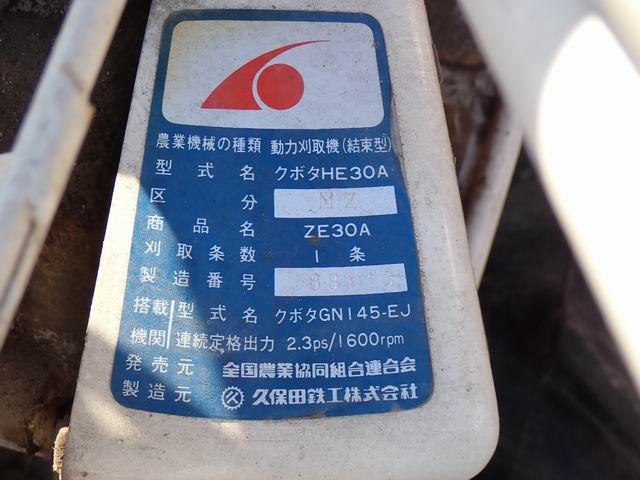 農業機械の種類 動力刈取機(結束型)
型式名 クボタHE30A
区分 MZ
商品名 ZE30A
刈取条数 1条
製造番号
搭載機関 型式名 クボタGN145-EJ
連続定格出力 2.3ps/1600rpm
発売元 全国農業協同組合連合会
製造元 久保田鉄工株式会社